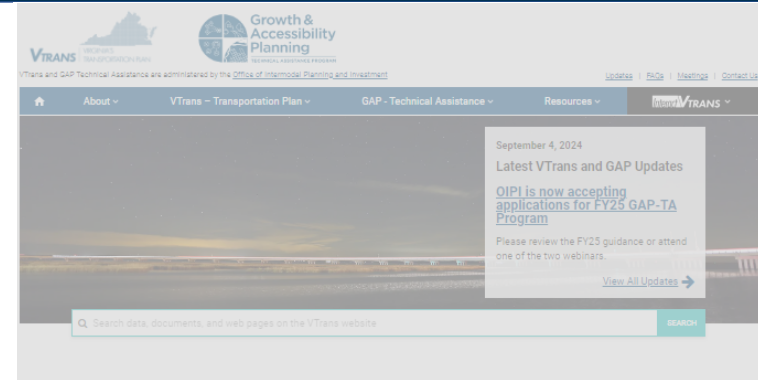 Growth &
Accessibility
Planning
TECHNICAL ASSISTANCE PROGRAM
VTRANS
VIRGINIA'S
TRANSPORTATION PLAN
VTrans and GAP Technical Assistance are administered by the Office of Intermodal Planning and Investment
Updates | FAQs | Meetings | Contact Us
About
VTrans – Transportation Plan
GAP - Technical Assistance
Resources
InteractVTRANS
September 4, 2024
Latest VTrans and GAP Updates
OIPI is now accepting
applications for FY25 GAP-TA
Program
Please review the FY25 guidance or attend
one of the two webinars.
View All Updates
Search data, documents, and web pages on the VTrans website
SEARCH